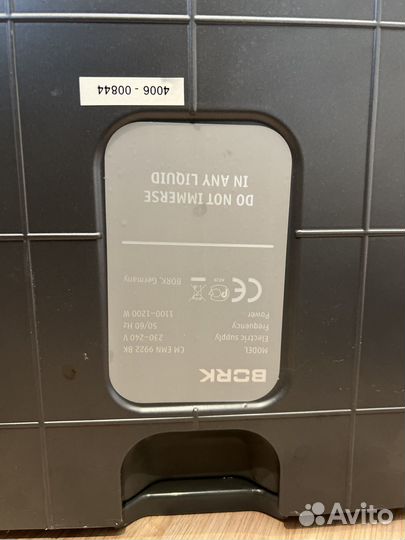 BORK
MODEL CM EMN 9922 BK
Electric supply 230-240 V
Frequency 50/60 Hz
Power 1100-1200 W
BORK, Germany
CE
DO NOT IMMERSE
IN ANY LIQUID
4006 - 00844
Avito